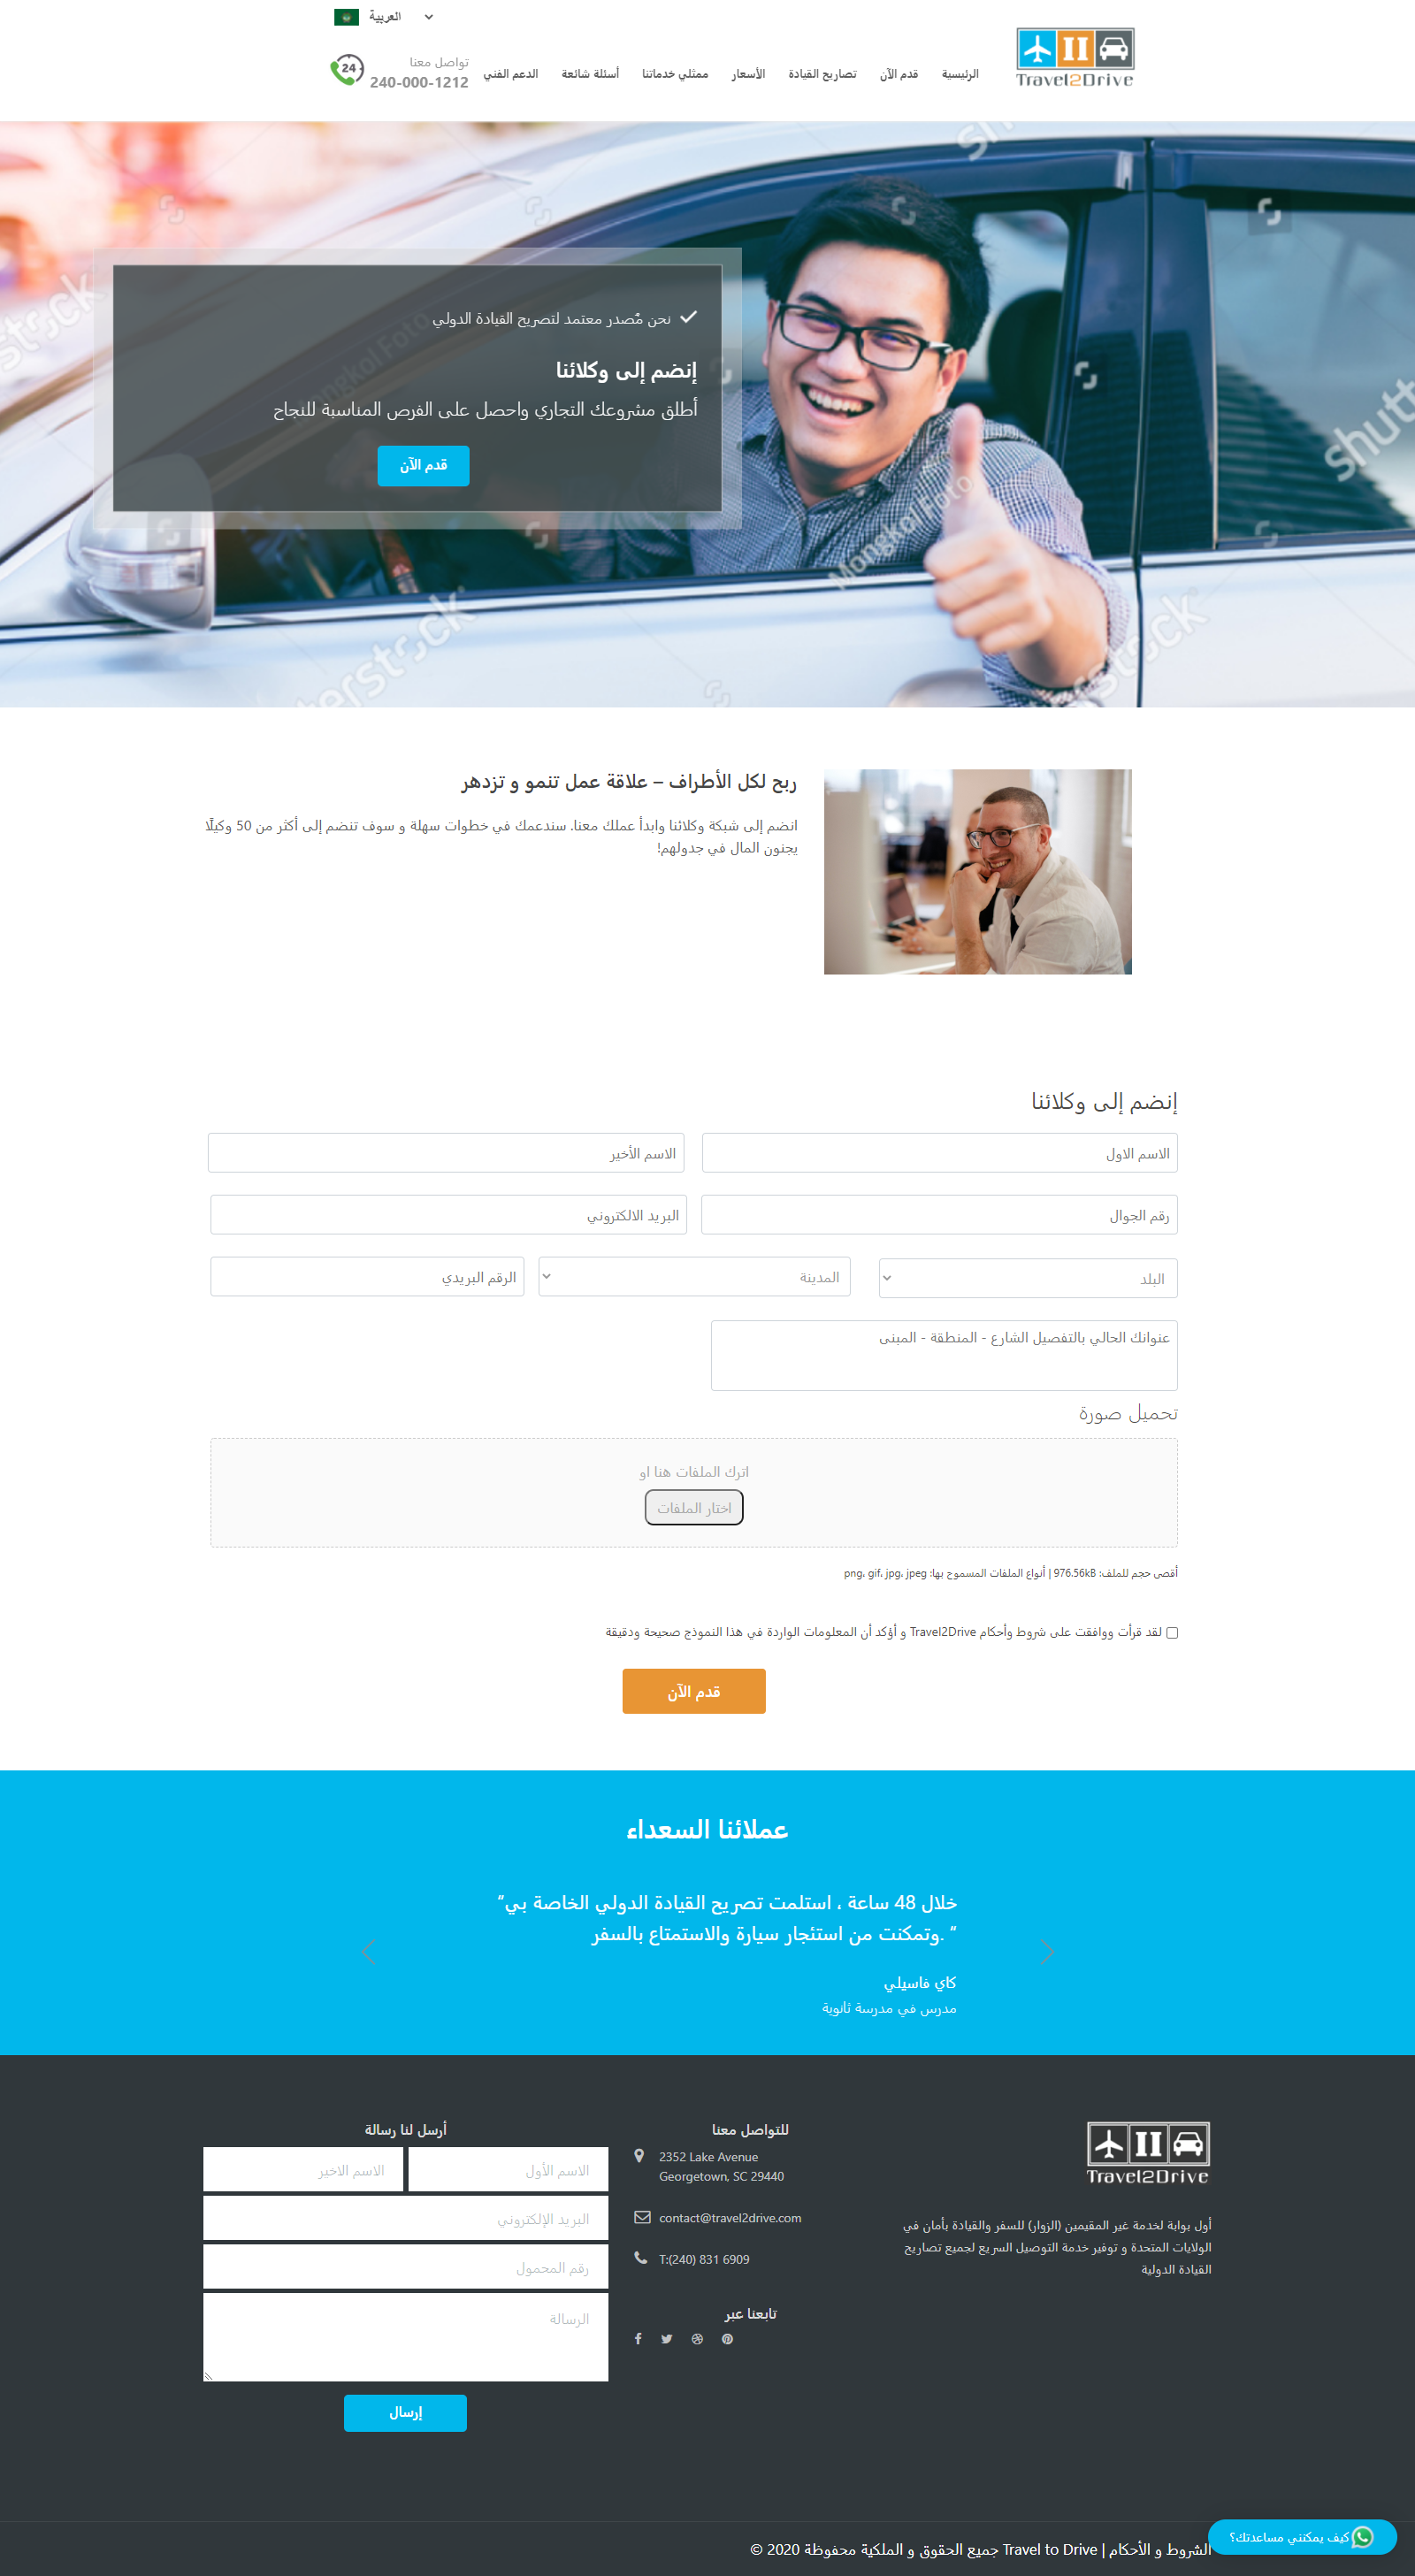 العربية
Travel2Drive
الرئيسية
قدم الآن
تصاريح القيادة
الأسعار
ممثلي خدماتنا
أسئلة شائعة
الدعم الفني
تواصل معنا
240-000-1212
24
نحن مُصدر معتمد لتصريح القيادة الدولي
إنضم إلى وكلائنا
أطلق مشروعك التجاري واحصل على الفرص المناسبة للنجاح
قدم الآن
ربح لكل الأطراف – علاقة عمل تنمو و تزدهر
انضم إلى شبكة وكلائنا وابدأ عملك معنا. سندعمك في خطوات سهلة و سوف تنضم إلى أكثر من 50 وكيلًا
يجنون المال في جدولهم!
إنضم إلى وكلائنا
الاسم الاول
الاسم الأخير
رقم الجوال
البريد الالكتروني
البلد
المدينة
الرقم البريدي
عنوانك الحالي بالتفصيل الشارع - المنطقة - المبنى
تحميل صورة
اترك الملفات هنا او
اختار الملفات
أقصى حجم للملف: 976.56kB | أنواع الملفات المسموح بها: png، gif، jpg، jpeg
لقد قرأت ووافقت على شروط وأحكام Travel2Drive و أؤكد أن المعلومات الواردة في هذا النموذج صحيحة ودقيقة
قدم الآن
عملائنا السعداء
خلال 48 ساعة ، استلمت تصريح القيادة الدولي الخاصة بي“
“ .وتمكنت من استئجار سيارة والاستمتاع بالسفر
كاي فاسيلي
مدرس في مدرسة ثانوية
Travel2Drive
أول بوابة لخدمة غير المقيمين (الزوار) للسفر والقيادة بأمان في
الولايات المتحدة و توفير خدمة التوصيل السريع لجميع تصاريح
القيادة الدولية
للتواصل معنا
2352 Lake Avenue
Georgetown, SC 29440
contact@travel2drive.com
T:(240) 831 6909
تابعنا عبر
أرسل لنا رسالة
الاسم الأول
الاسم الاخير
البريد الإلكتروني
رقم المحمول
الرسالة
إرسال
كيف يمكنني مساعدتك؟
الشروط و الأحكام | Travel to Drive جميع الحقوق و الملكية محفوظة 2020 ©